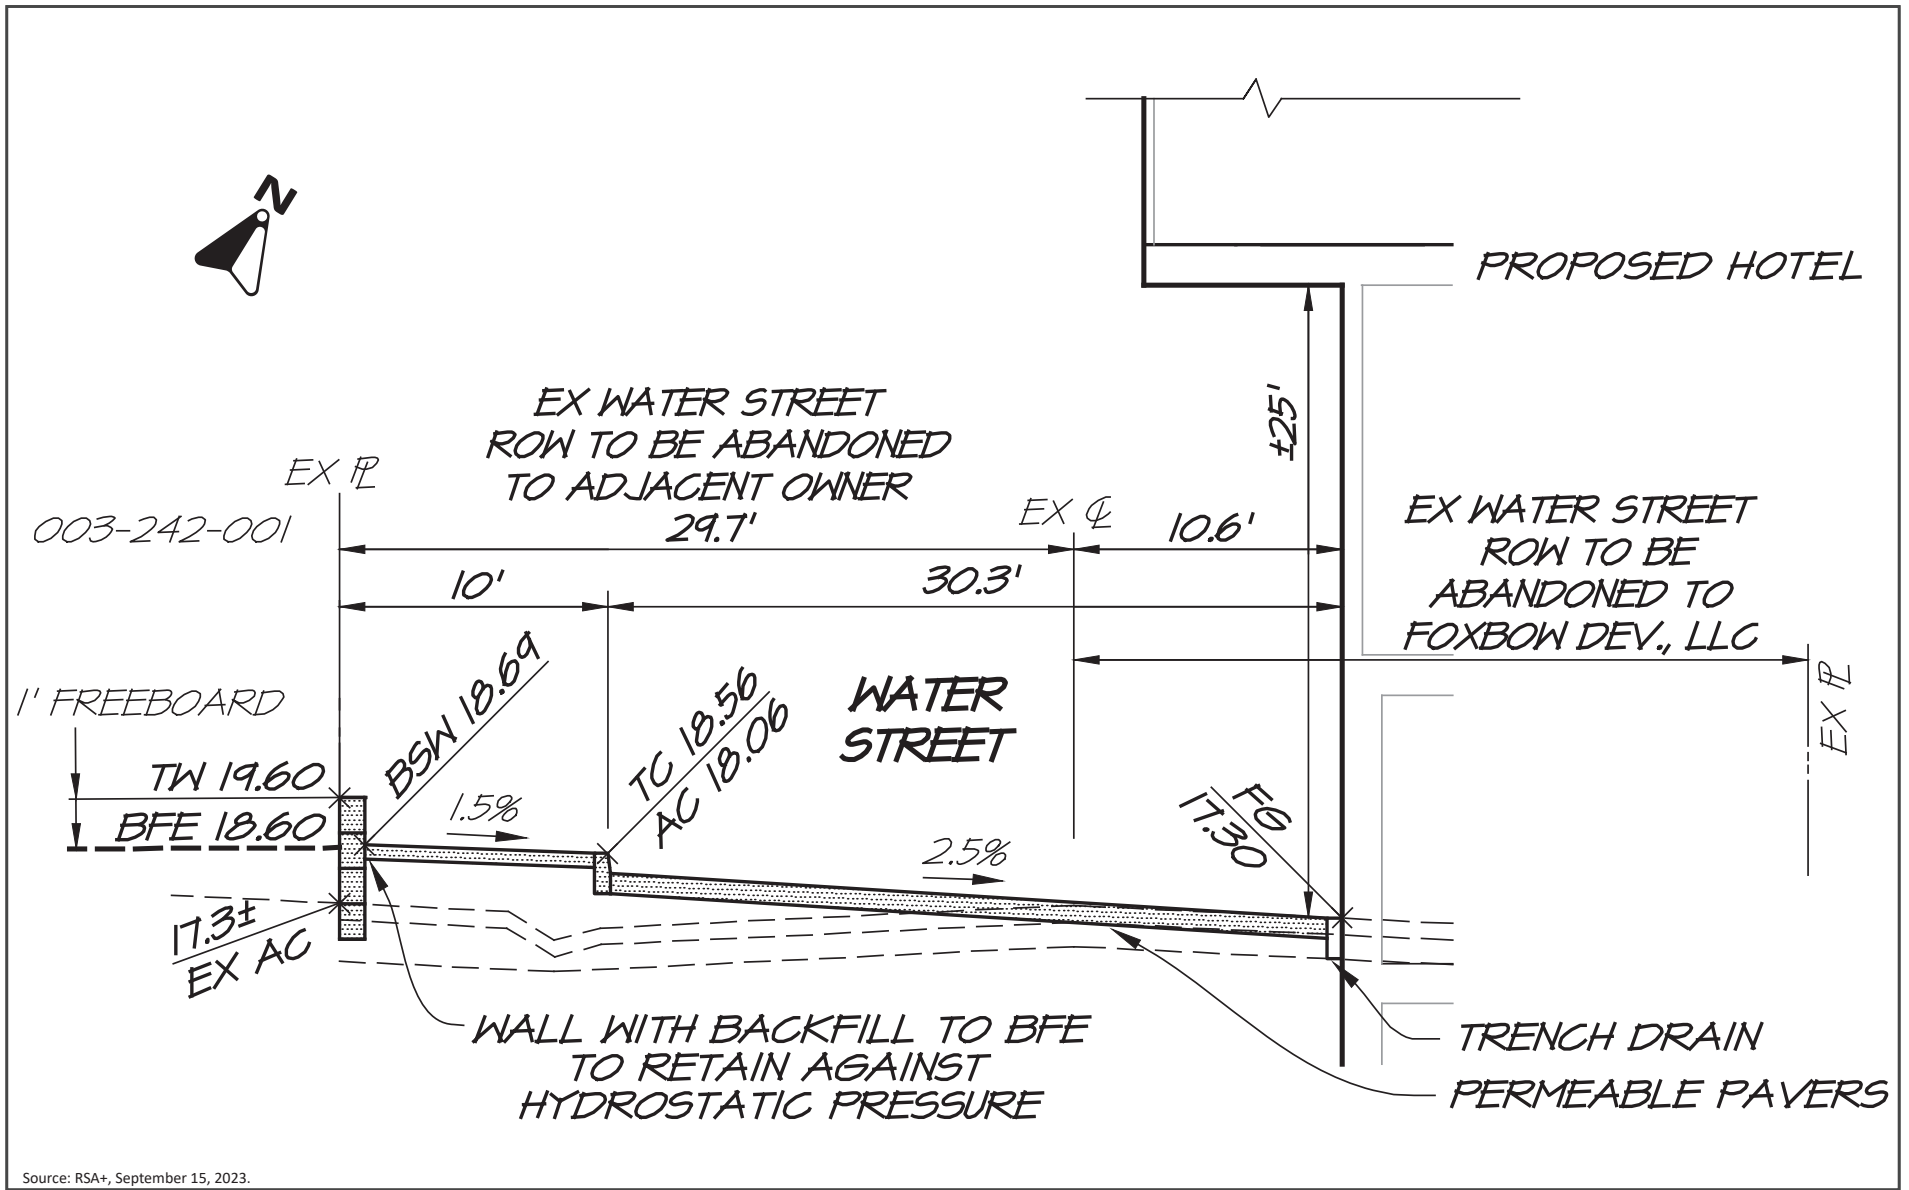 N
PROPOSED HOTEL
±25'
EX WATER STREET
ROW TO BE ABANDONED
TO ADJACENT OWNER
29.7'
EX PL
003-242-001
EX CL
10.6'
EX WATER STREET
ROW TO BE
ABANDONED TO
FOXBOW DEV., LLC
10'
30.3'
EX PL
1' FREEBOARD
TW 19.60
BFE 18.60
BSW 18.69
1.5%
TC 18.56
AC 18.06
WATER
STREET
2.5%
FG
17.30
17.3±
EX AC
WALL WITH BACKFILL TO BFE
TO RETAIN AGAINST
HYDROSTATIC PRESSURE
TRENCH DRAIN
PERMEABLE PAVERS
Source: RSA+, September 15, 2023.